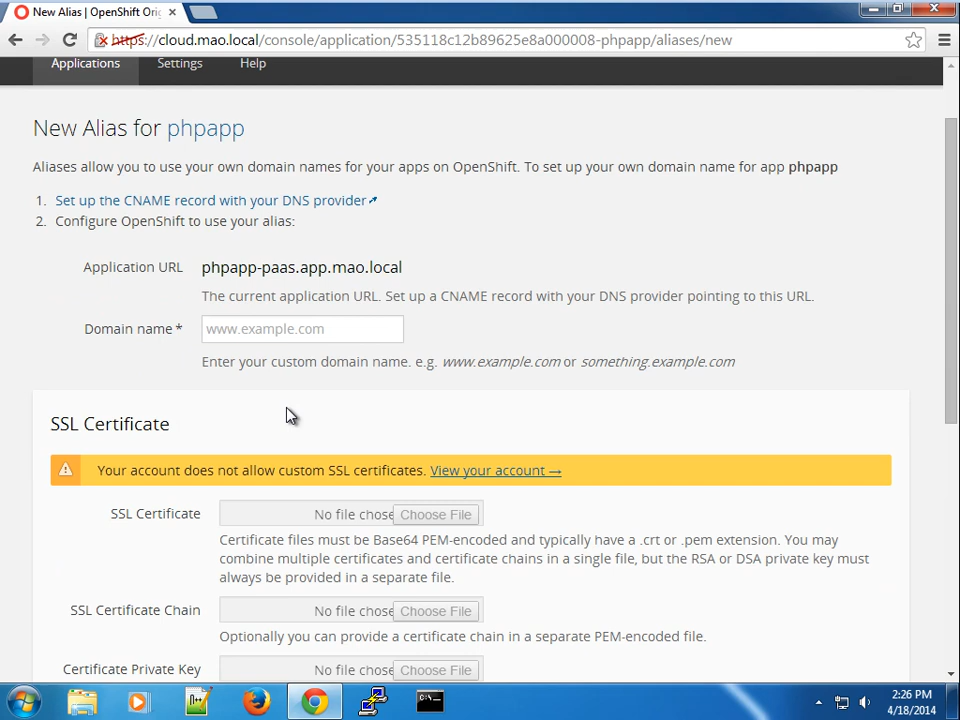 New Alias | OpenShift Ori
https://cloud.mao.local/console/application/535118c12b89625e8a000008-phpapp/aliases/new
Applications Settings Help
New Alias for phpapp
Aliases allow you to use your own domain names for your apps on OpenShift. To set up your own domain name for app phpapp
1. Set up the CNAME record with your DNS provider
2. Configure OpenShift to use your alias:
Application URL phpapp-paas.app.mao.local
The current application URL. Set up a CNAME record with your DNS provider pointing to this URL.
Domain name * www.example.com
Enter your custom domain name. e.g. www.example.com or something.example.com
SSL Certificate
Your account does not allow custom SSL certificates. View your account →
SSL Certificate No file chose Choose File
Certificate files must be Base64 PEM-encoded and typically have a .crt or .pem extension. You may
combine multiple certificates and certificate chains in a single file, but the RSA or DSA private key must
always be provided in a separate file.
SSL Certificate Chain No file chose Choose File
Optionally you can provide a certificate chain in a separate PEM-encoded file.
Certificate Private Key No file chose Choose File
2:26 PM
4/18/2014